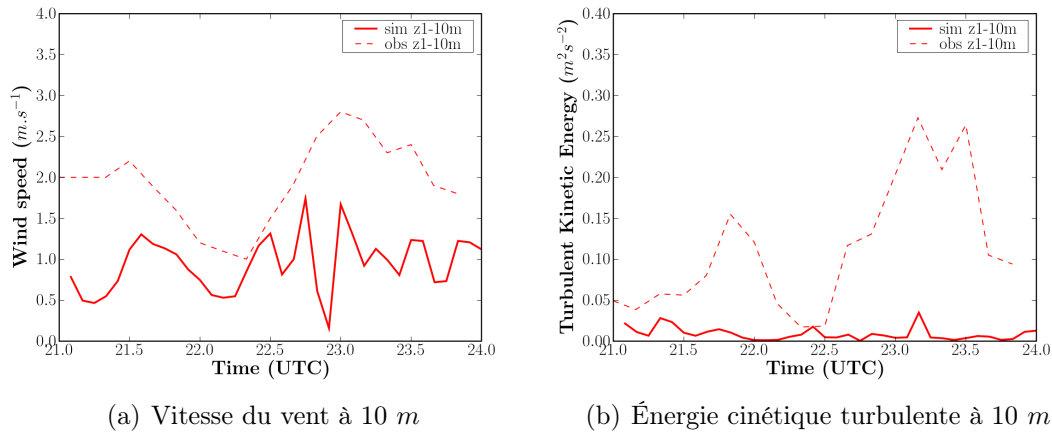 4.0
3.5
3.0
2.5
2.0
1.5
1.0
0.5
0.0
21.0 21.5 22.0 22.5 23.0 23.5 24.0
Time (UTC)
Wind speed (m.s⁻¹)
sim z1-10m
obs z1-10m
(a) Vitesse du vent à 10 m
0.40
0.35
0.30
0.25
0.20
0.15
0.10
0.05
0.00
21.0 21.5 22.0 22.5 23.0 23.5 24.0
Time (UTC)
Turbulent Kinetic Energy (m²s⁻²)
sim z1-10m
obs z1-10m
(b) Énergie cinétique turbulente à 10 m